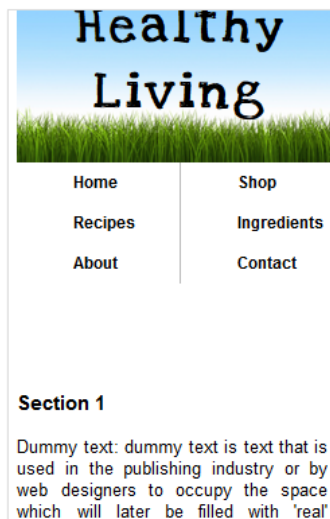 Healthy
Living
Home Shop
Recipes Ingredients
About Contact
Section 1
Dummy text: dummy text is text that is
used in the publishing industry or by
web designers to occupy the space
which will later be filled with 'real'